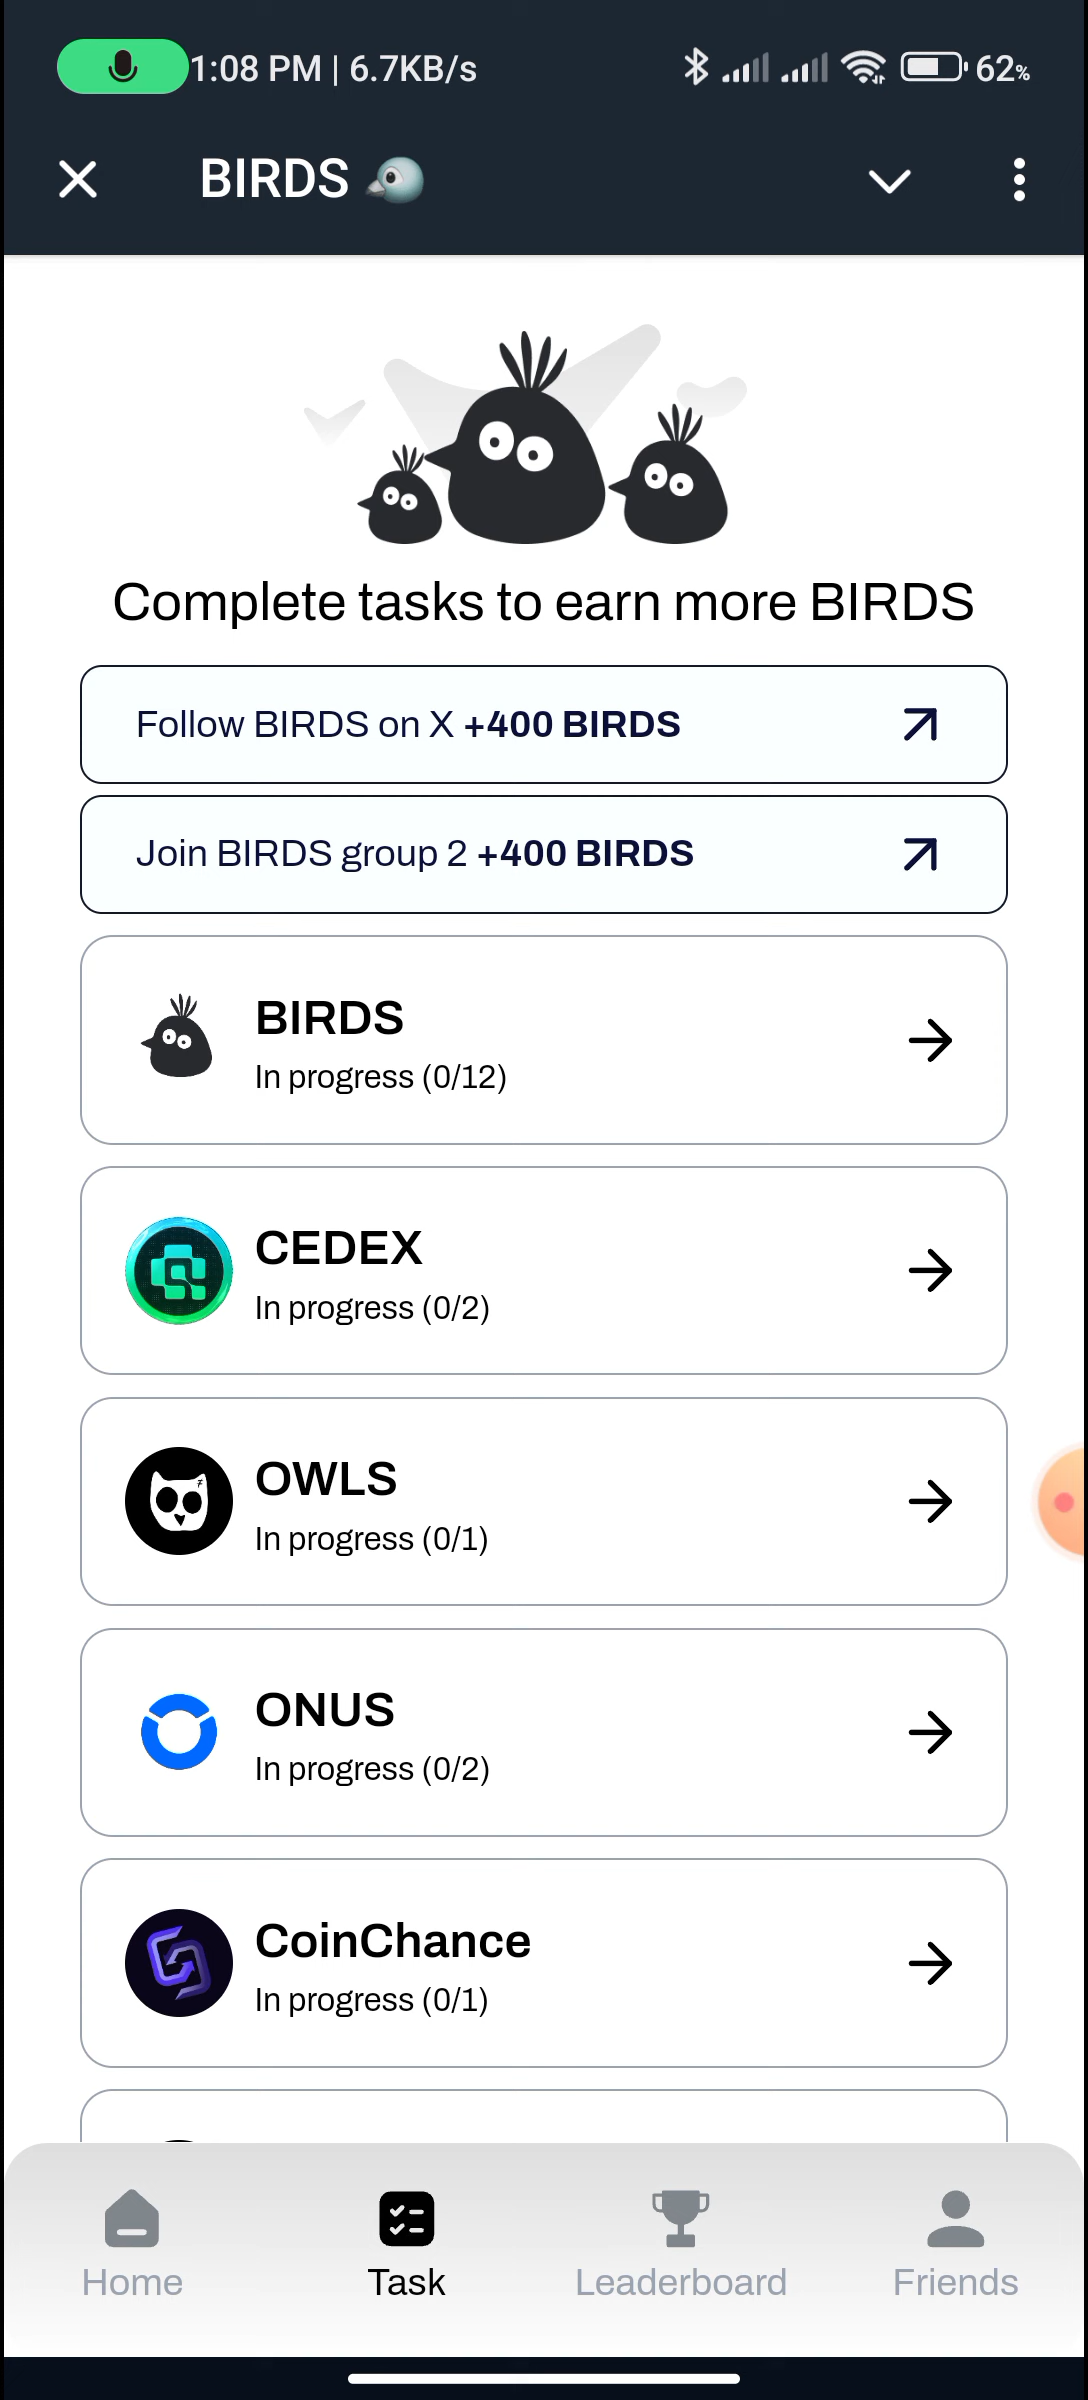 1:08 PM | 6.7KB/s 62%
BIRDS
Complete tasks to earn more BIRDS
Follow BIRDS on X +400 BIRDS
Join BIRDS group 2 +400 BIRDS
BIRDS
In progress (0/12)
CEDEX
In progress (0/2)
OWLS
In progress (0/1)
ONUS
In progress (0/2)
CoinChance
In progress (0/1)
Home Task Leaderboard Friends